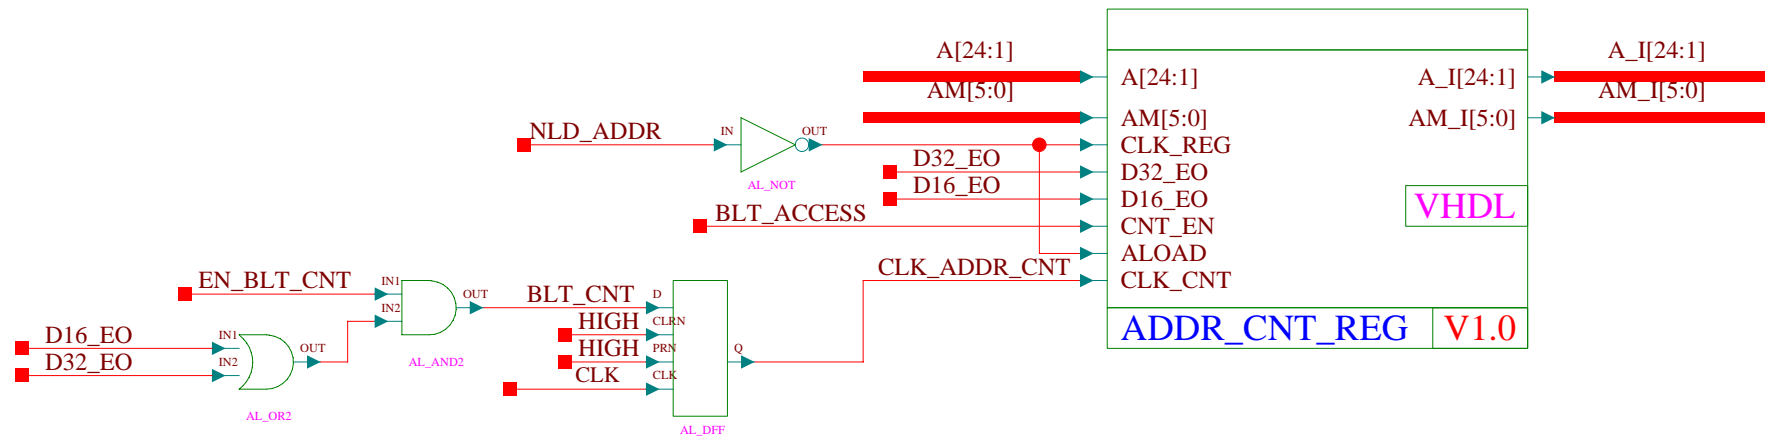 A[24:1]
A_I[24:1]
A[24:1]
A_I[24:1]
AM[5:0]
AM_I[5:0]
AM[5:0]
AM_I[5:0]
NLD_ADDR
IN
OUT
CLK_REG
AL_NOT
D32_EO
D32_EO
D16_EO
D16_EO
VHDL
BLT_ACCESS
CNT_EN
ALOAD
EN_BLT_CNT
IN1
CLK_ADDR_CNT
CLK_CNT
OUT
BLT_CNT
D
IN2
HIGH
CLRN
ADDR_CNT_REG
V1.0
D16_EO
IN1
OUT
HIGH
PRN
Q
D32_EO
IN2
AL_AND2
CLK
CLK
AL_OR2
AL_DFF